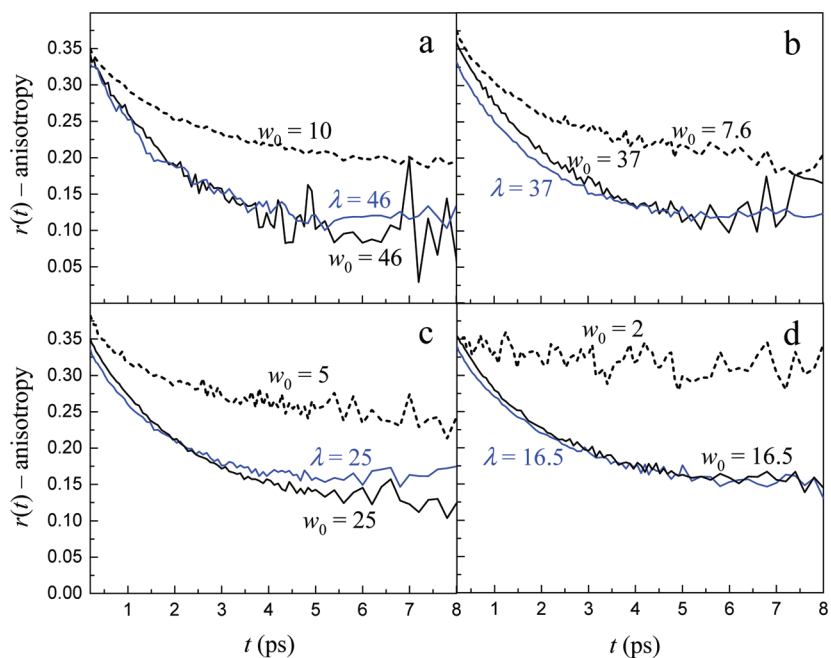 a
r(t) – anisotropy
0.35
0.30
0.25
0.20
0.15
0.10
0.05
w₀ = 10
λ = 46
w₀ = 46
b
w₀ = 7.6
w₀ = 37
λ = 37
c
r(t) – anisotropy
0.35
0.30
0.25
0.20
0.15
0.10
0.05
0.00
w₀ = 5
λ = 25
w₀ = 25
1 2 3 4 5 6 7 8
t (ps)
d
w₀ = 2
λ = 16.5
w₀ = 16.5
1 2 3 4 5 6 7 8
t (ps)